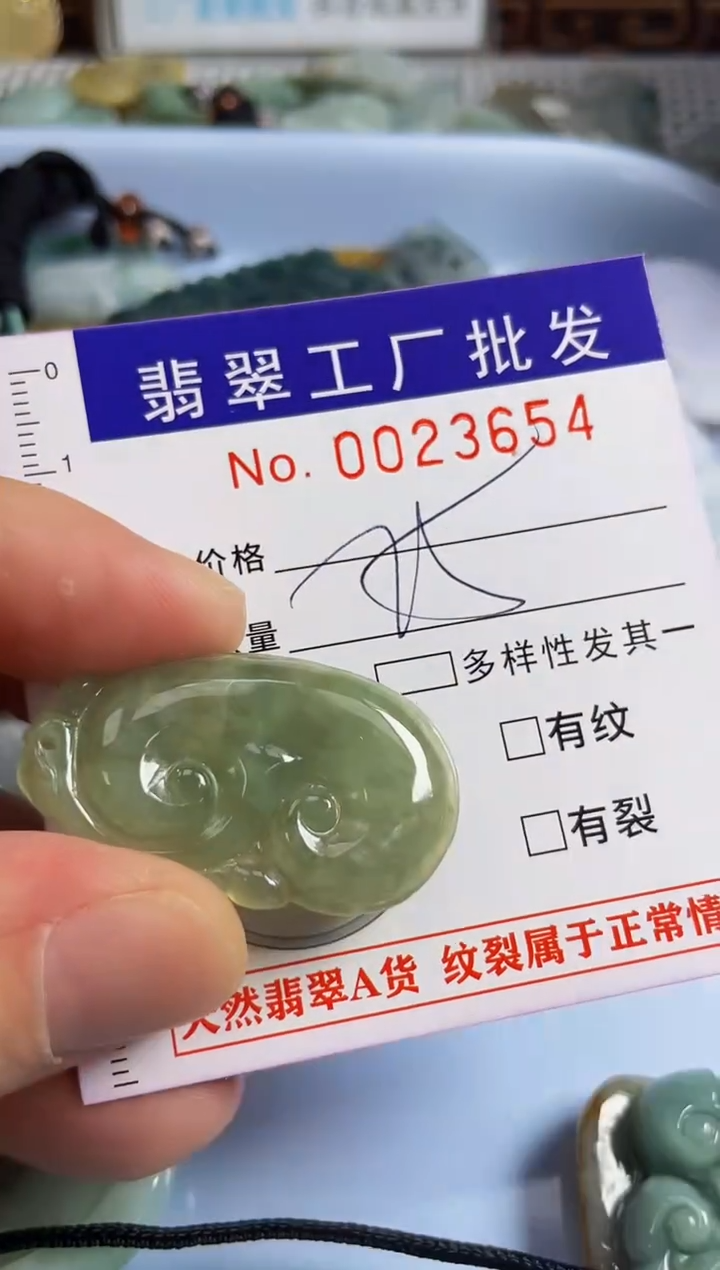 翡翠工厂批发
No. 0023654
0
1
价格
量
多样性发其一
有纹
有裂
天然翡翠A货 纹裂属于正常情